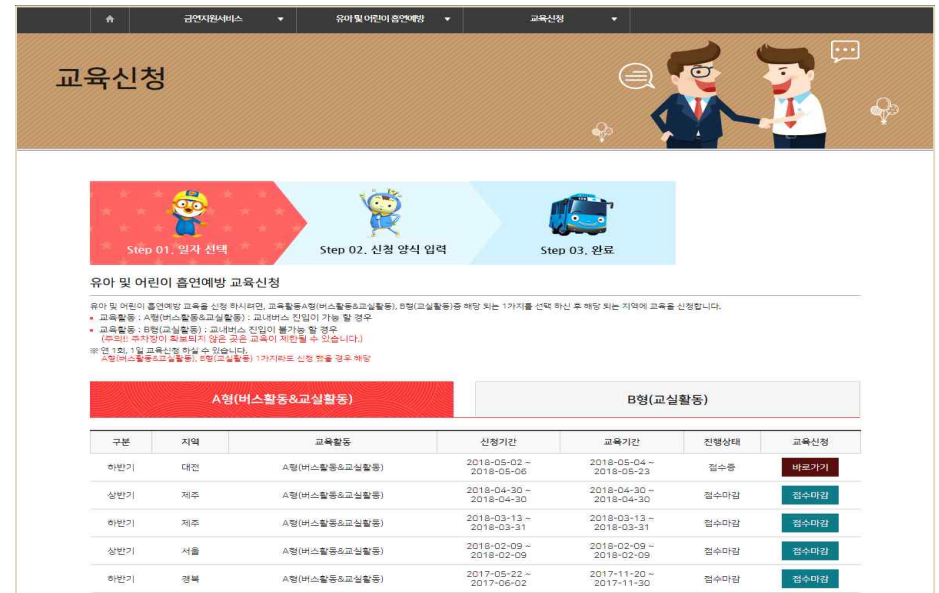 금연지원서비스 ▼ 유아 및 어린이 흡연예방 ▼ 교육신청 ▼
교육신청
Step 01. 일자 선택
Step 02. 신청 양식 입력
Step 03. 완료
유아 및 어린이 흡연예방 교육신청
유아 및 어린이 흡연예방 교육을 신청 하시려면, 교육활동A형(버스활동&교실활동), B형(교실활동)중 해당 되는 1가지를 선택 하신 후 해당 되는 지역에 교육을 신청합니다.
교육활동 : A형(버스활동&교실활동) : 교내버스 진입이 가능 할 경우
교육활동 : B형(교실활동) : 교내버스 진입이 불가능 할 경우
(주의!! 주차장이 확보되지 않은 곳은 교육이 제한될 수 있습니다.)
※ 연 1회, 1일 교육신청 하실 수 있습니다.
A형(버스활동&교실활동), B형(교실활동) 1가지라도 신청 했을 경우 해당
A형(버스활동&교실활동) B형(교실활동)
구분 지역 교육활동 신청기간 교육기간 진행상태 교육신청
하반기 대전 A형(버스활동&교실활동) 2018-05-02 ~ 2018-05-06 2018-05-04 ~ 2018-05-23 접수중 바로가기
상반기 제주 A형(버스활동&교실활동) 2018-04-30 ~ 2018-04-30 2018-04-30 ~ 2018-04-30 접수마감 접수마감
하반기 제주 A형(버스활동&교실활동) 2018-03-13 ~ 2018-03-31 2018-03-13 ~ 2018-03-31 접수마감 접수마감
상반기 서울 A형(버스활동&교실활동) 2018-02-09 ~ 2018-02-09 2018-02-09 ~ 2018-02-09 접수마감 접수마감
하반기 경북 A형(버스활동&교실활동) 2017-05-22 ~ 2017-06-02 2017-11-20 ~ 2017-11-30 접수마감 접수마감